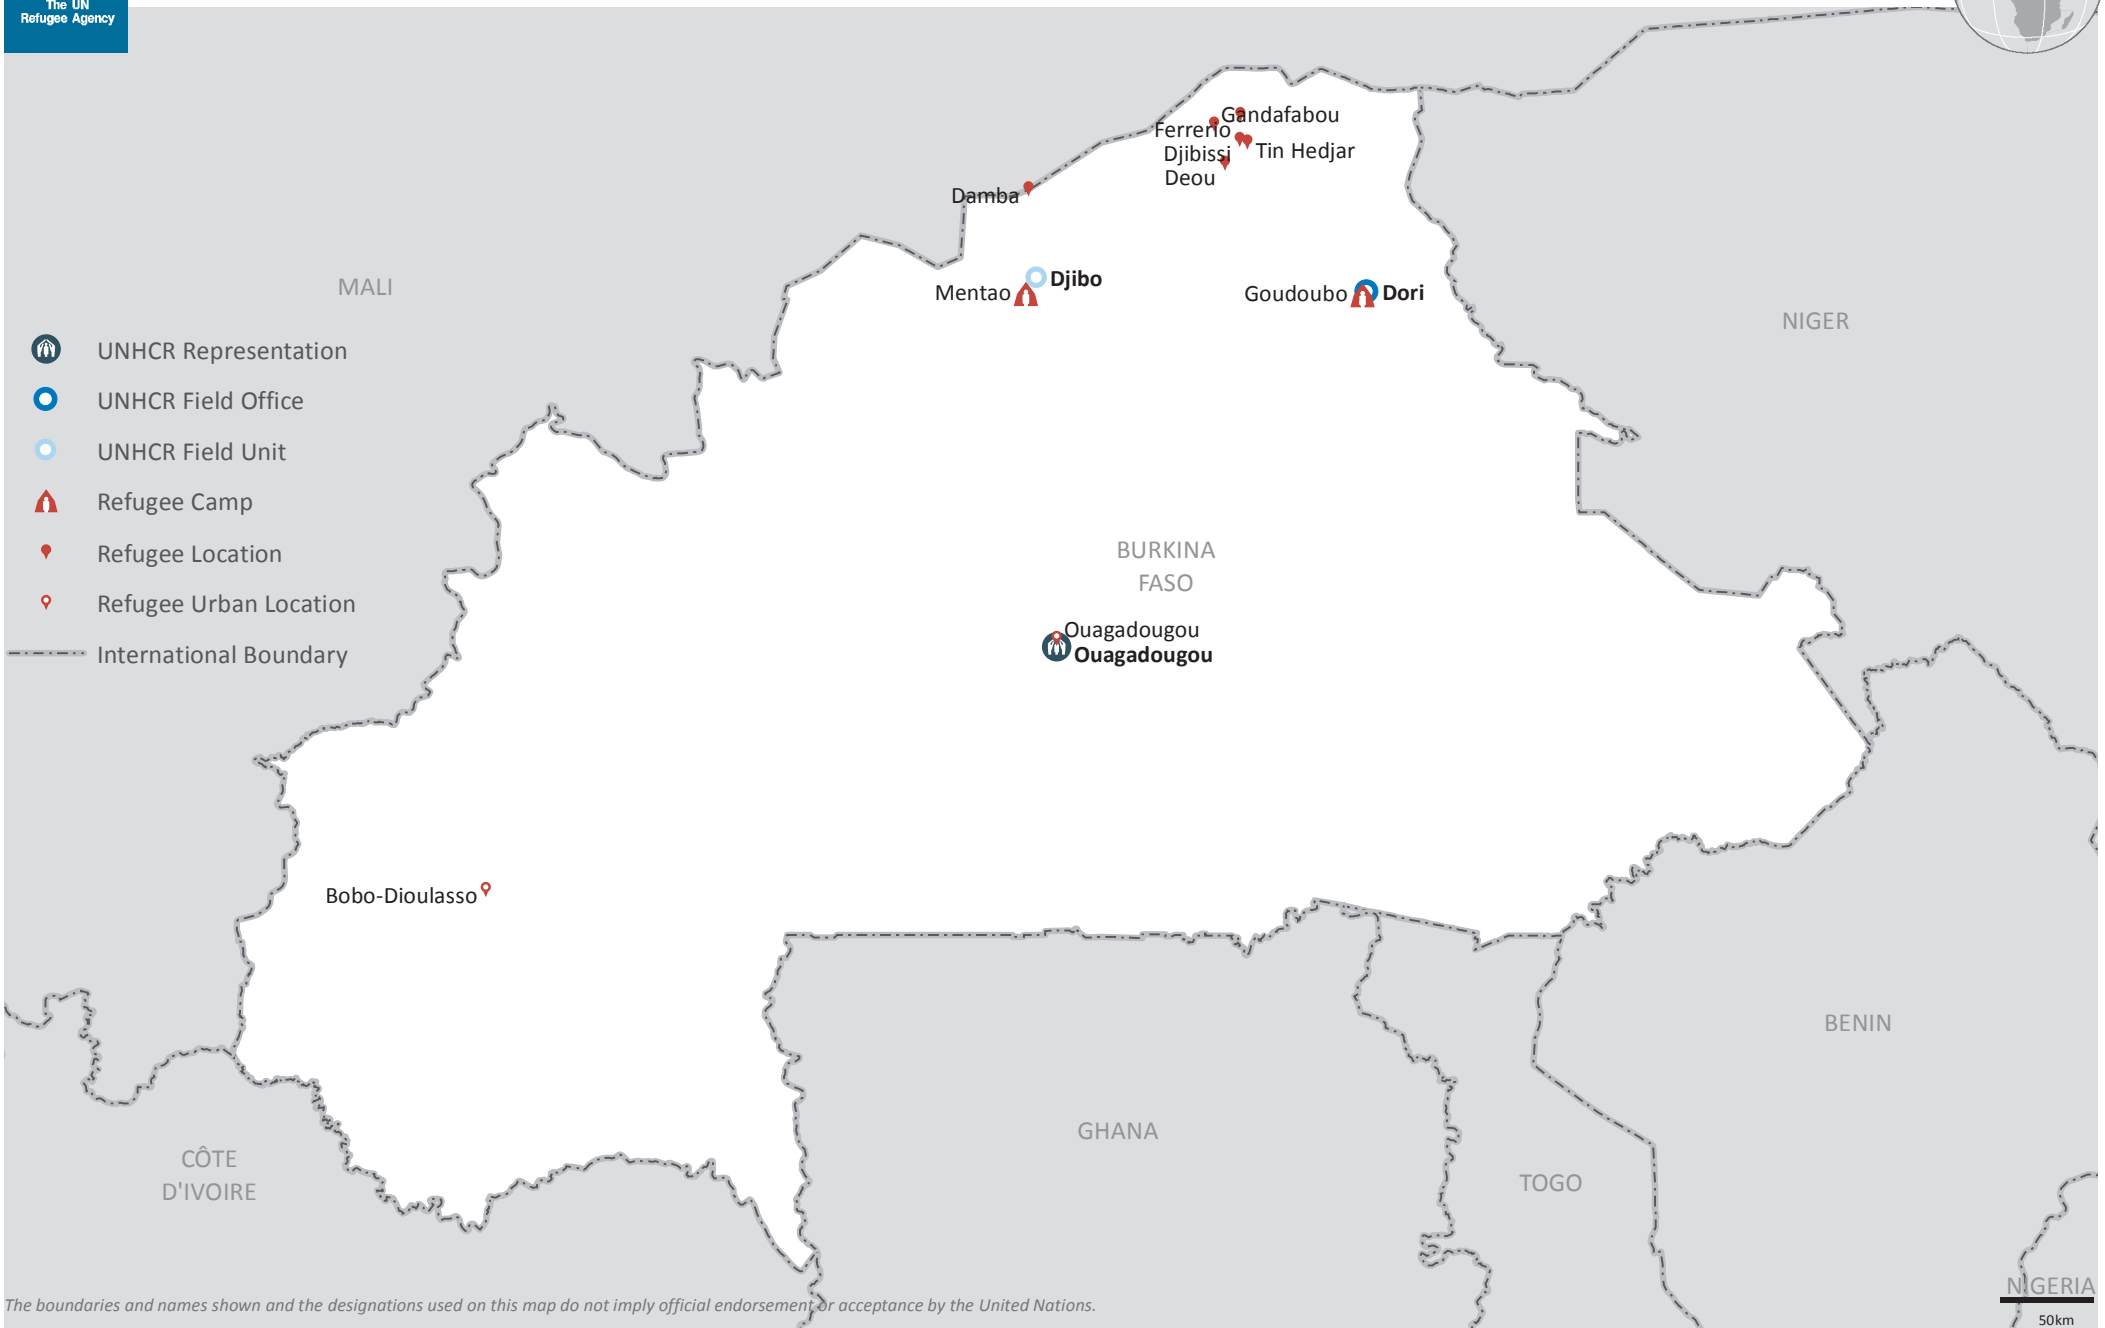 The UN
Refugee Agency
Gandafabou
Ferrerio
Djibissi
Tin Hedjar
Deou
Damba
MALI
Djibo
Mentao
Goudoubo
Dori
NIGER
UNHCR Representation
UNHCR Field Office
UNHCR Field Unit
Refugee Camp
Refugee Location
Refugee Urban Location
International Boundary
BURKINA
FASO
Ouagadougou
Ouagadougou
Bobo-Dioulasso
BENIN
GHANA
CÔTE
D'IVOIRE
TOGO
NIGERIA
The boundaries and names shown and the designations used on this map do not imply official endorsement or acceptance by the United Nations.
50km